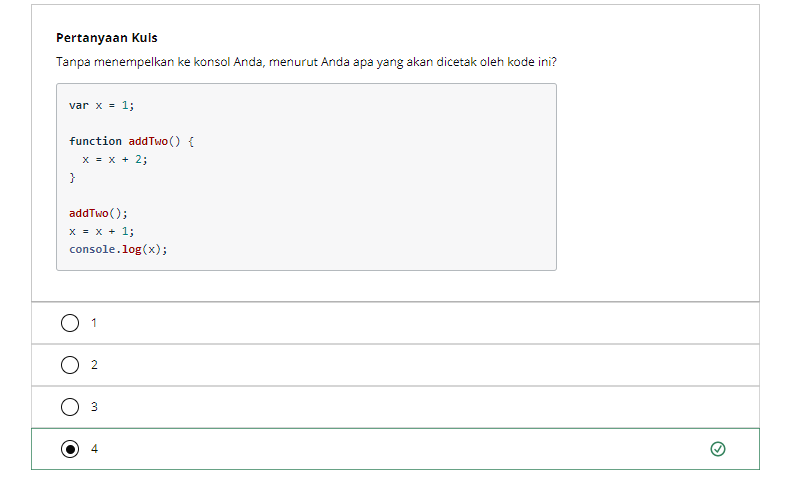 Pertanyaan Kuis
Tanpa menempelkan ke konsol Anda, menurut Anda apa yang akan dicetak oleh kode ini?
var x = 1;
function addTwo() {
  x = x + 2;
}
addTwo();
x = x + 1;
console.log(x);
1
2
3
4